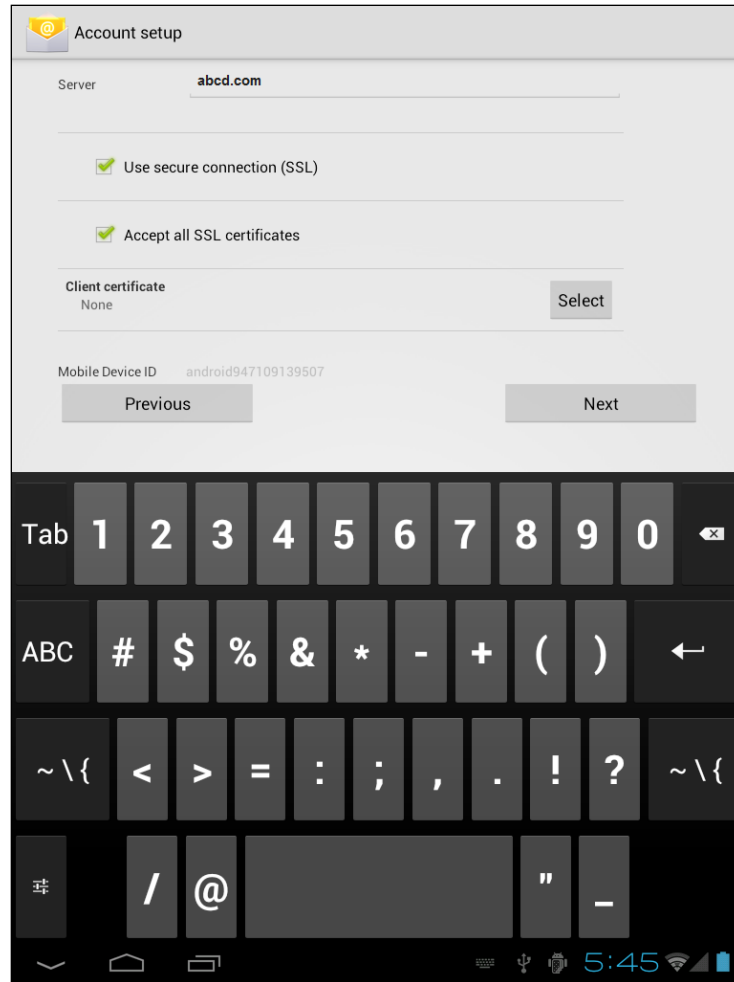 Account setup
Server abcd.com
Use secure connection (SSL)
Accept all SSL certificates
Client certificate
None
Select
Mobile Device ID android947109139507
Previous Next
Tab 1 2 3 4 5 6 7 8 9 0
ABC # $ % & * - + ( )
~ \ { < > = : ; , . ! ? ~ \ {
/ @ " _
5:45